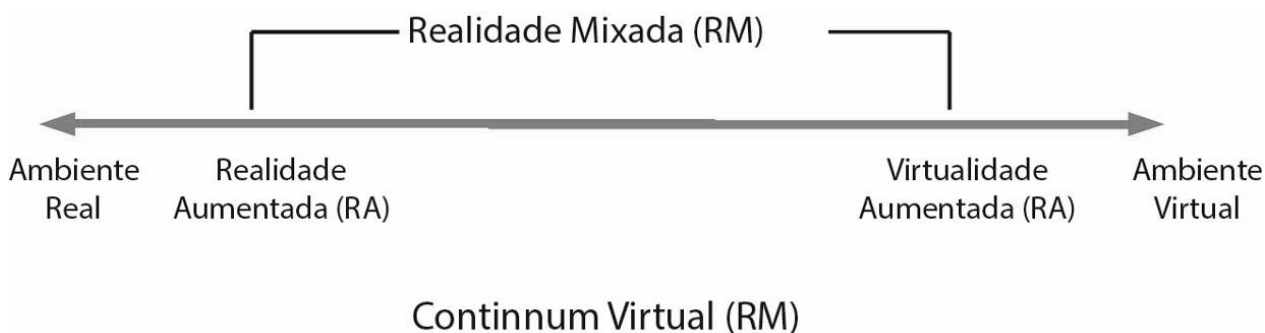 Realidade Mixada (RM)
Ambiente
Real
Realidade
Aumentada (RA)
Virtualidade
Aumentada (RA)
Ambiente
Virtual
Continnum Virtual (RM)